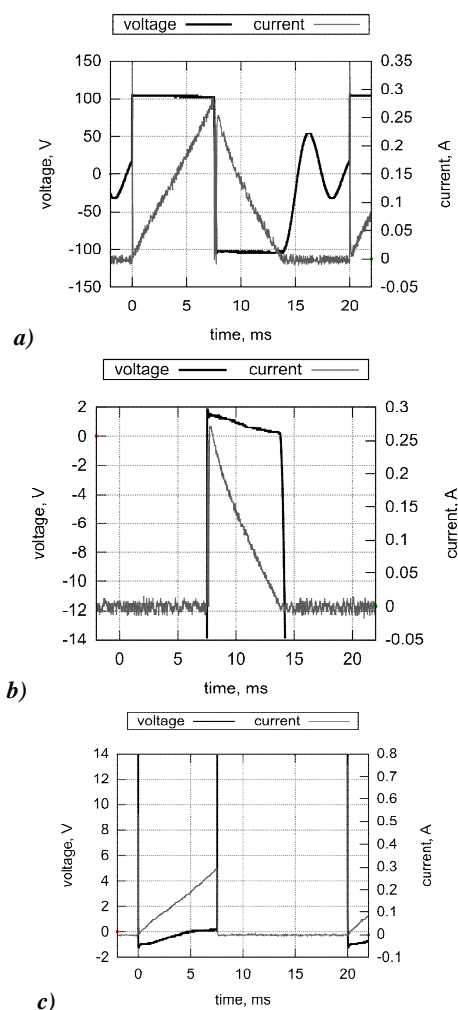 voltage current
150
100
50
0
-50
-100
-150
0.35
0.3
0.25
0.2
0.15
0.1
0.05
0
-0.05
voltage, V
current, A
0 5 10 15 20
time, ms
a)
voltage current
2
0
-2
-4
-6
-8
-10
-12
-14
0.3
0.25
0.2
0.15
0.1
0.05
0
-0.05
voltage, V
current, A
0 5 10 15 20
time, ms
b)
voltage current
14
12
10
8
6
4
2
0
-2
0.8
0.7
0.6
0.5
0.4
0.3
0.2
0.1
0
-0.1
voltage, V
current, A
0 5 10 15 20
time, ms
c)